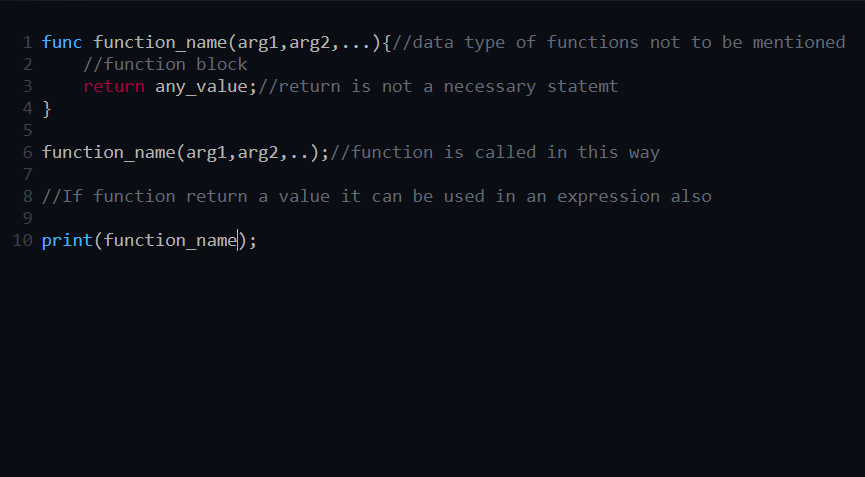 1 func function_name(arg1,arg2,...){//data type of functions not to be mentioned
2 //function block
3 return any_value;//return is not a necessary statemt
4 }
5
6 function_name(arg1,arg2,..);//function is called in this way
7
8 //If function return a value it can be used in an expression also
9
10 print(function_name);